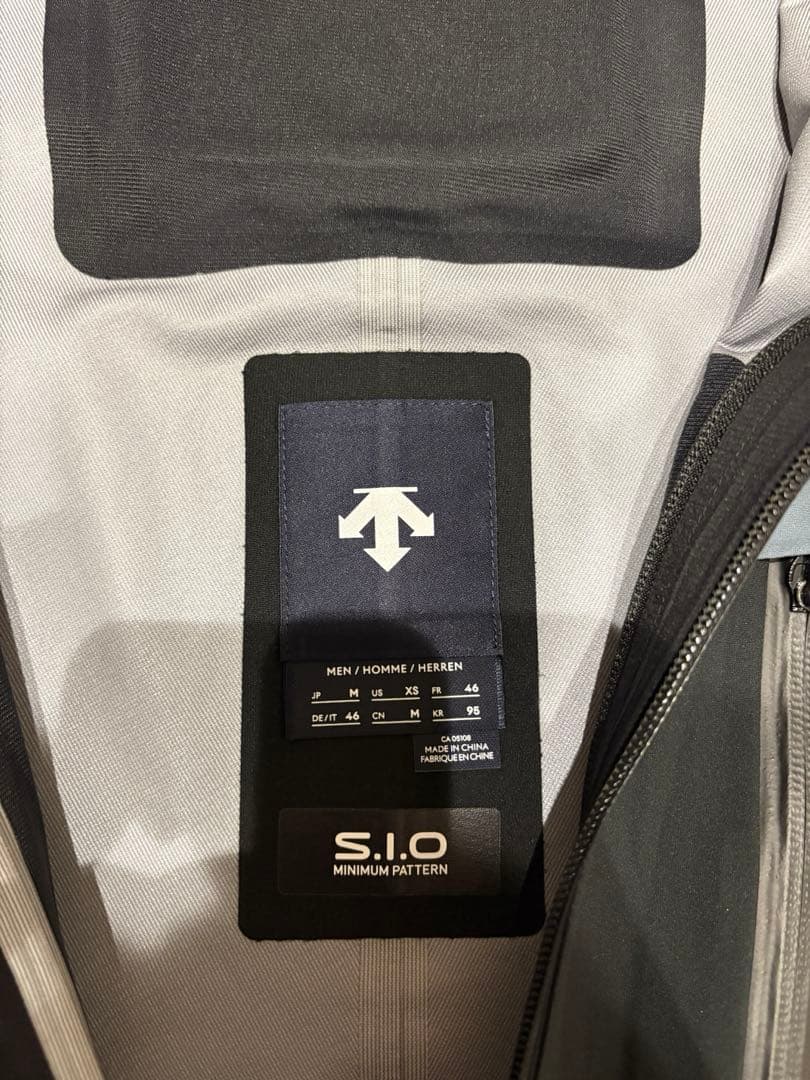 MEN / HOMME / HERREN
JP M US XS FR 46
DE/IT 46 CN M KR 95
CA 05108
MADE IN CHINA
FABRIQUE EN CHINE
S.I.O
MINIMUM PATTERN